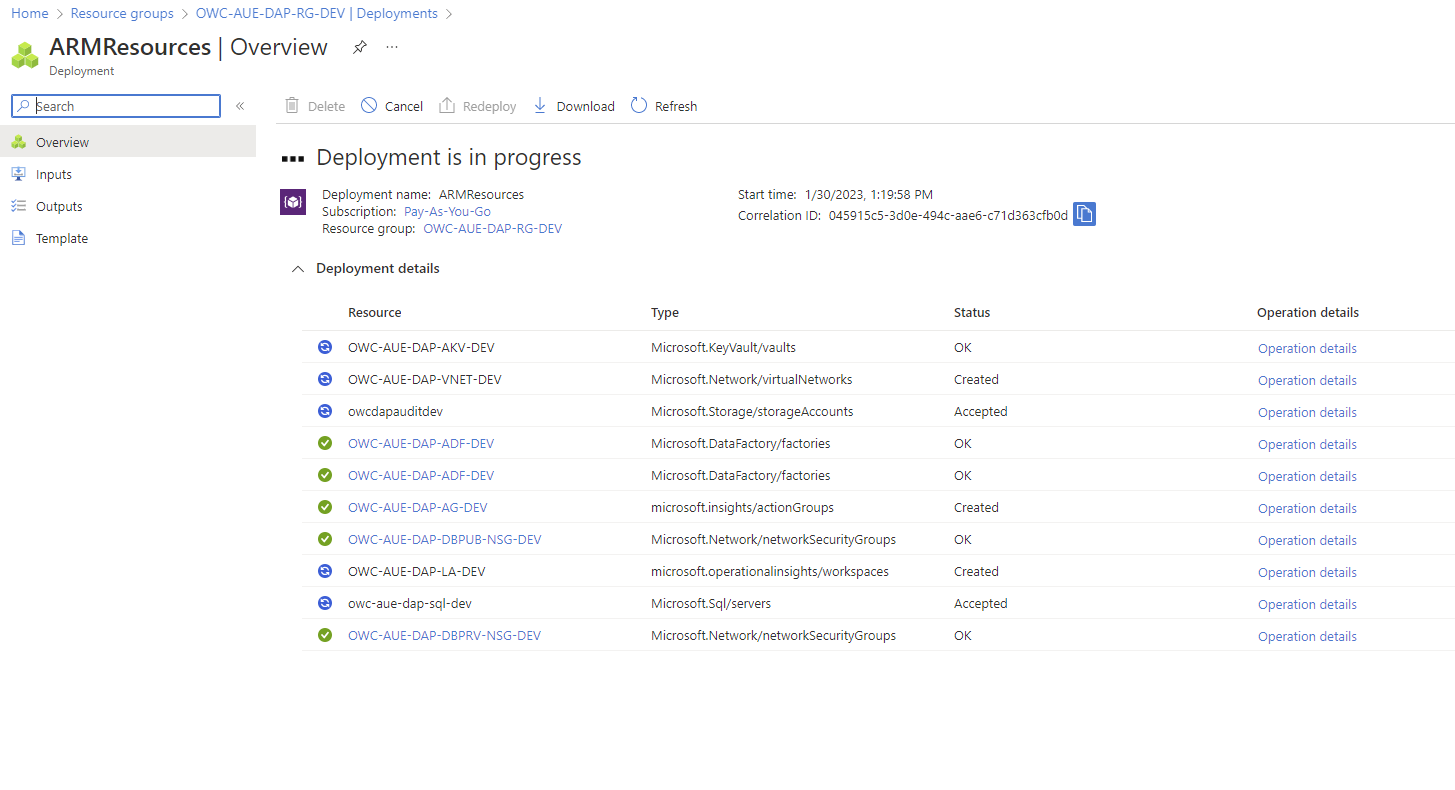 Home > Resource groups > OWC-AUE-DAP-RG-DEV | Deployments >
ARMResources | Overview ...
Deployment
Search «
Delete Cancel Redeploy Download Refresh
Overview
Inputs
Outputs
Template
Deployment is in progress
Deployment name: ARMResources
Subscription: Pay-As-You-Go
Resource group: OWC-AUE-DAP-RG-DEV
Start time: 1/30/2023, 1:19:58 PM
Correlation ID: 045915c5-3d0e-494c-aae6-c71d363cfb0d
Deployment details
Resource Type Status Operation details
OWC-AUE-DAP-AKV-DEV Microsoft.KeyVault/vaults OK Operation details
OWC-AUE-DAP-VNET-DEV Microsoft.Network/virtualNetworks Created Operation details
owcdapauditdev Microsoft.Storage/storageAccounts Accepted Operation details
OWC-AUE-DAP-ADF-DEV Microsoft.DataFactory/factories OK Operation details
OWC-AUE-DAP-ADF-DEV Microsoft.DataFactory/factories OK Operation details
OWC-AUE-DAP-AG-DEV microsoft.insights/actionGroups Created Operation details
OWC-AUE-DAP-DBPUB-NSG-DEV Microsoft.Network/networkSecurityGroups OK Operation details
OWC-AUE-DAP-LA-DEV microsoft.operationalinsights/workspaces Created Operation details
owc-aue-dap-sql-dev Microsoft.Sql/servers Accepted Operation details
OWC-AUE-DAP-DBPRV-NSG-DEV Microsoft.Network/networkSecurityGroups OK Operation details